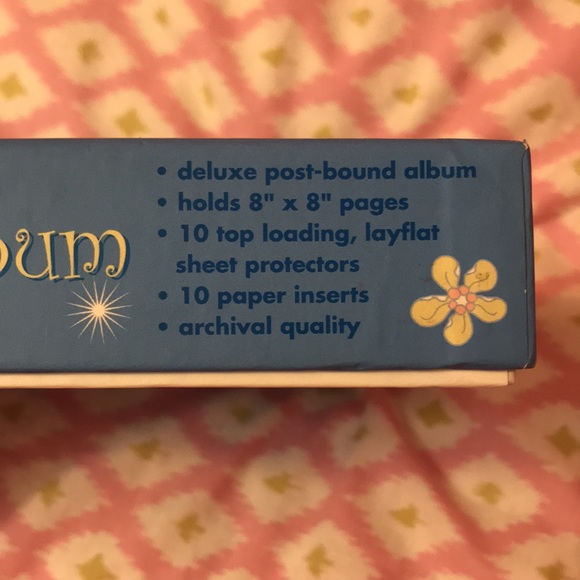 bum
• deluxe post-bound album
• holds 8" x 8" pages
• 10 top loading, layflat
sheet protectors
• 10 paper inserts
• archival quality